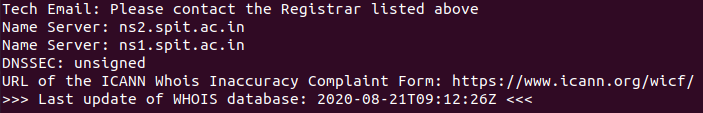 Tech Email: Please contact the Registrar listed above
Name Server: ns2.spit.ac.in
Name Server: ns1.spit.ac.in
DNSSEC: unsigned
URL of the ICANN Whois Inaccuracy Complaint Form: https://www.icann.org/wicf/
>>> Last update of WHOIS database: 2020-08-21T09:12:26Z <<<